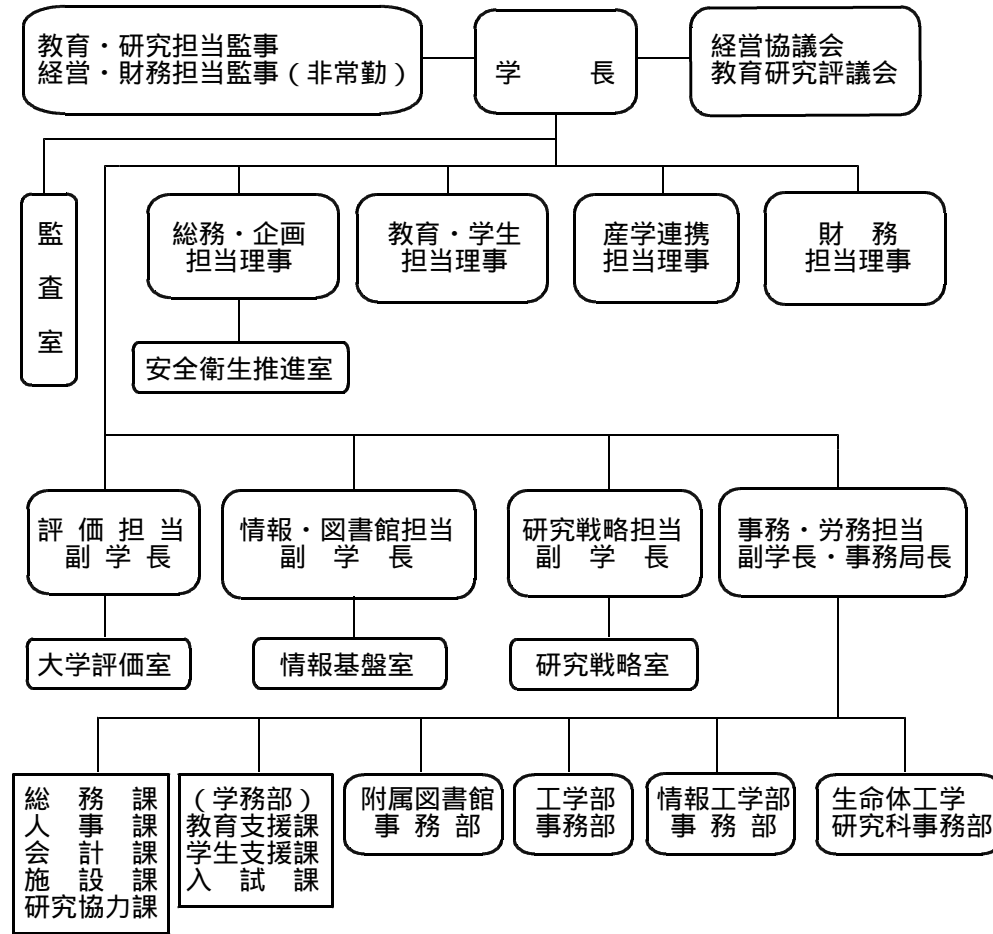 教育・研究担当監事
経営・財務担当監事（非常勤）
学　　長
経営協議会
教育研究評議会
監査室
総務・企画
担当理事
教育・学生
担当理事
産学連携
担当理事
財　務
担当理事
安全衛生推進室
評 価 担 当
副 学 長
情報・図書館担当
副　学　長
研究戦略担当
副　学　長
事務・労務担当
副学長・事務局長
大学評価室
情報基盤室
研究戦略室
総　務　課
人　事　課
会　計　課
施　設　課
研究協力課
（学務部）
教育支援課
学生支援課
入　試　課
附属図書館
事 務 部
工学部
事務部
情報工学部
事 務 部
生命体工学
研究科事務部